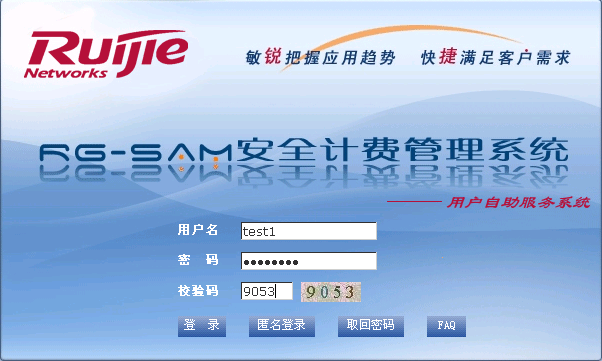 Ruijie
Networks
敏锐把握应用趋势 快捷满足客户需求
RG-SAM安全计费管理系统
用户自助服务系统
用户名 test1
密 码 ●●●●●●●●
校验码 9053 9053
登 录 匿名登录 取回密码 FAQ